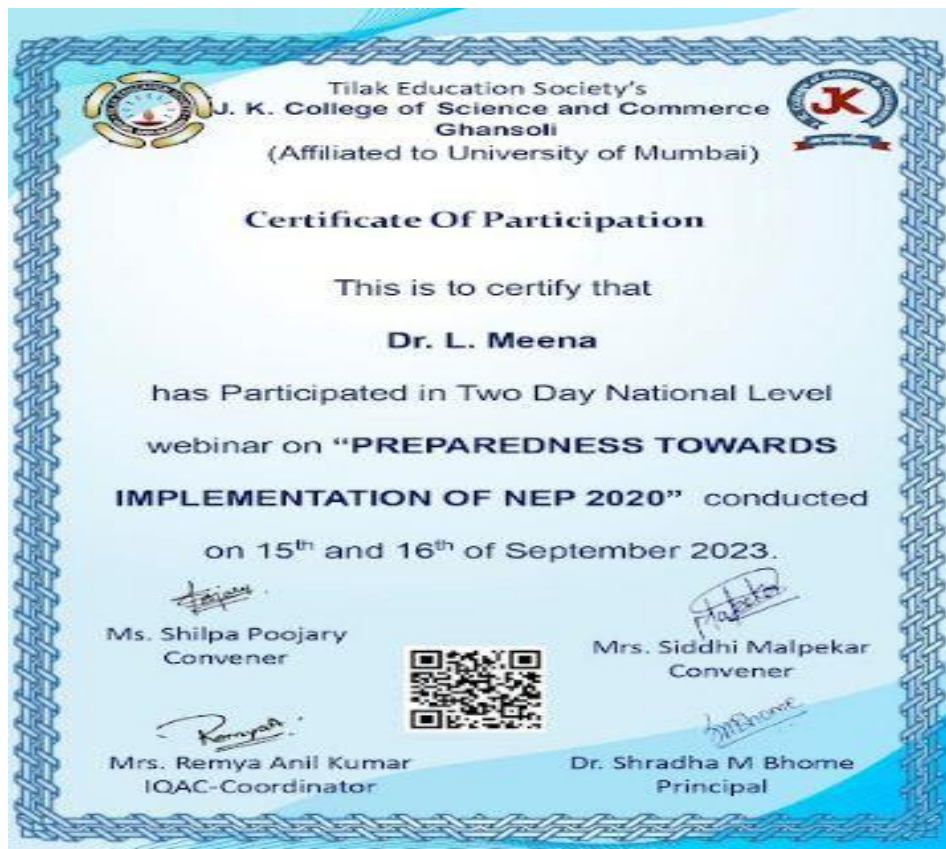 Tilak Education Society's
J. K. College of Science and Commerce
Ghansoli
(Affiliated to University of Mumbai)
JK
Certificate Of Participation
This is to certify that
Dr. L. Meena
has Participated in Two Day National Level
webinar on “PREPAREDNESS TOWARDS
IMPLEMENTATION OF NEP 2020” conducted
on 15th and 16th of September 2023.
Ms. Shilpa Poojary
Convener
Mrs. Siddhi Malpekar
Convener
Mrs. Remya Anil Kumar
IQAC-Coordinator
Dr. Shradha M Bhome
Principal